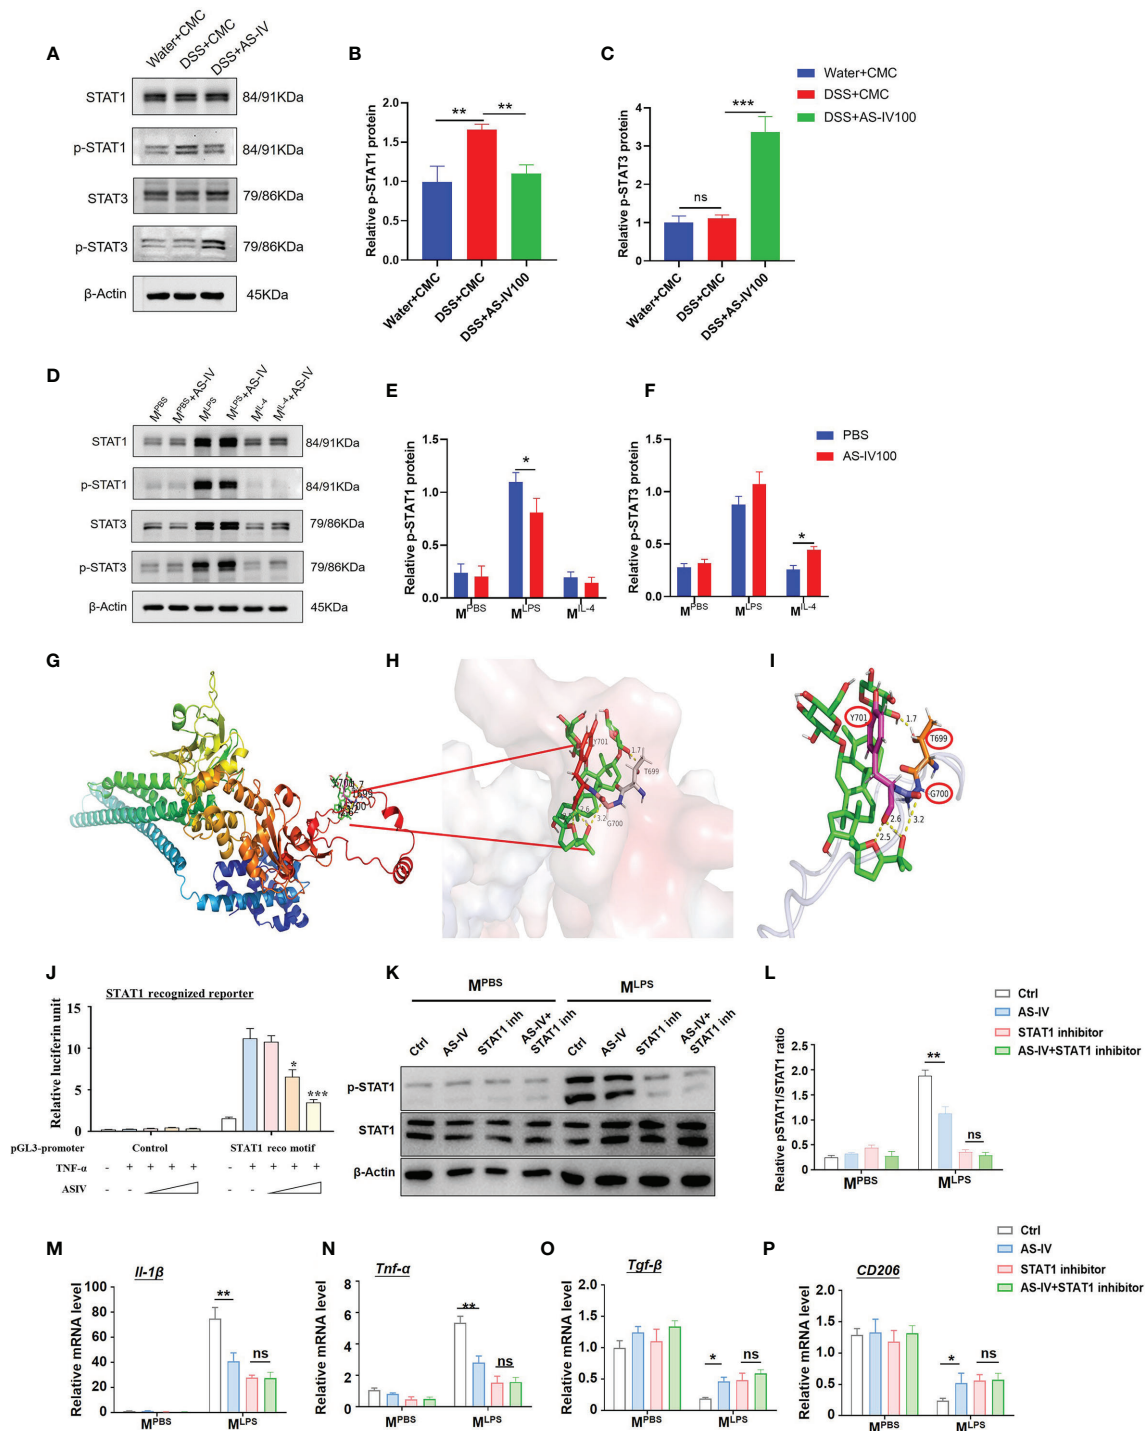 A
Water+CMC
DSS+CMC
DSS+AS-IV
STAT1
84/91KDa
p-STAT1
84/91KDa
STAT3
79/86KDa
p-STAT3
79/86KDa
β-Actin
45KDa
B
Relative p-STAT1 protein
2.0
1.5
1.0
0.5
0.0
** **
Water+CMC
DSS+CMC
DSS+AS-IV100
C
Relative p-STAT3 protein
4
3
2
1
0
ns ***
Water+CMC
DSS+CMC
DSS+AS-IV100
Water+CMC
DSS+CMC
DSS+AS-IV100
D
MPBS
MPBS+AS-IV
MLPS
MLPS+AS-IV
MIL-4
MIL-4+AS-IV
STAT1
84/91KDa
p-STAT1
84/91KDa
STAT3
79/86KDa
p-STAT3
79/86KDa
β-Actin
45KDa
E
Relative p-STAT1 protein
1.5
1.0
0.5
0.0
*
MPBS MLPS MIL-4
F
Relative p-STAT3 protein
1.5
1.0
0.5
0.0
*
MPBS MLPS MIL-4
PBS
AS-IV100
G
H
Y701
1.7
T699
2.6
3.2
G700
I
Y701
1.7
T699
G700
2.6
3.2
2.5
J
STAT1 recognized reporter
Relative luciferin unit
15
10
5
0
*
***
pGL3-promoter Control STAT1 reco motif
TNF-α - + + + + - + + + +
ASIV - - - -
K
MPBS MLPS
Ctrl
AS-IV
STAT1 inh
AS-IV+
STAT1 inh
Ctrl
AS-IV
STAT1 inh
AS-IV+
STAT1 inh
p-STAT1
STAT1
β-Actin
L
Relative pSTAT1/STAT1 ratio
2.5
2.0
1.5
1.0
0.5
0.0
**
ns
MPBS MLPS
Ctrl
AS-IV
STAT1 inhibitor
AS-IV+STAT1 inhibitor
M
Il-1β
Relative mRNA level
100
80
60
40
20
0
**
ns
MPBS MLPS
N
Tnf-α
Relative mRNA level
6
4
2
0
**
ns
MPBS MLPS
O
Tgf-β
Relative mRNA level
1.5
1.0
0.5
0.0
*
ns
MPBS MLPS
P
CD206
Relative mRNA level
2.0
1.5
1.0
0.5
0.0
*
ns
MPBS MLPS
Ctrl
AS-IV
STAT1 inhibitor
AS-IV+STAT1 inhibitor